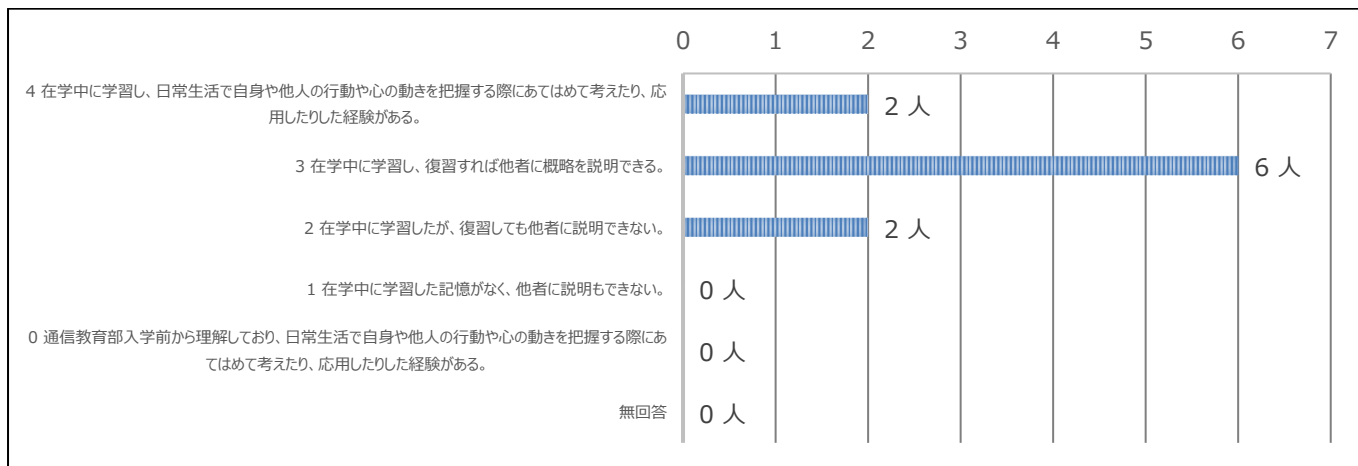 0 1 2 3 4 5 6 7
4 在学中に学習し、日常生活で自身や他人の行動や心の動きを把握する際にあてはめて考えたり、応
用したりした経験がある。
2 人
3 在学中に学習し、復習すれば他者に概略を説明できる。
6 人
2 在学中に学習したが、復習しても他者に説明できない。
2 人
1 在学中に学習した記憶がなく、他者に説明もできない。
0 人
0 通信教育部入学前から理解しており、日常生活で自身や他人の行動や心の動きを把握する際にあ
てはめて考えたり、応用したりした経験がある。
0 人
無回答
0 人